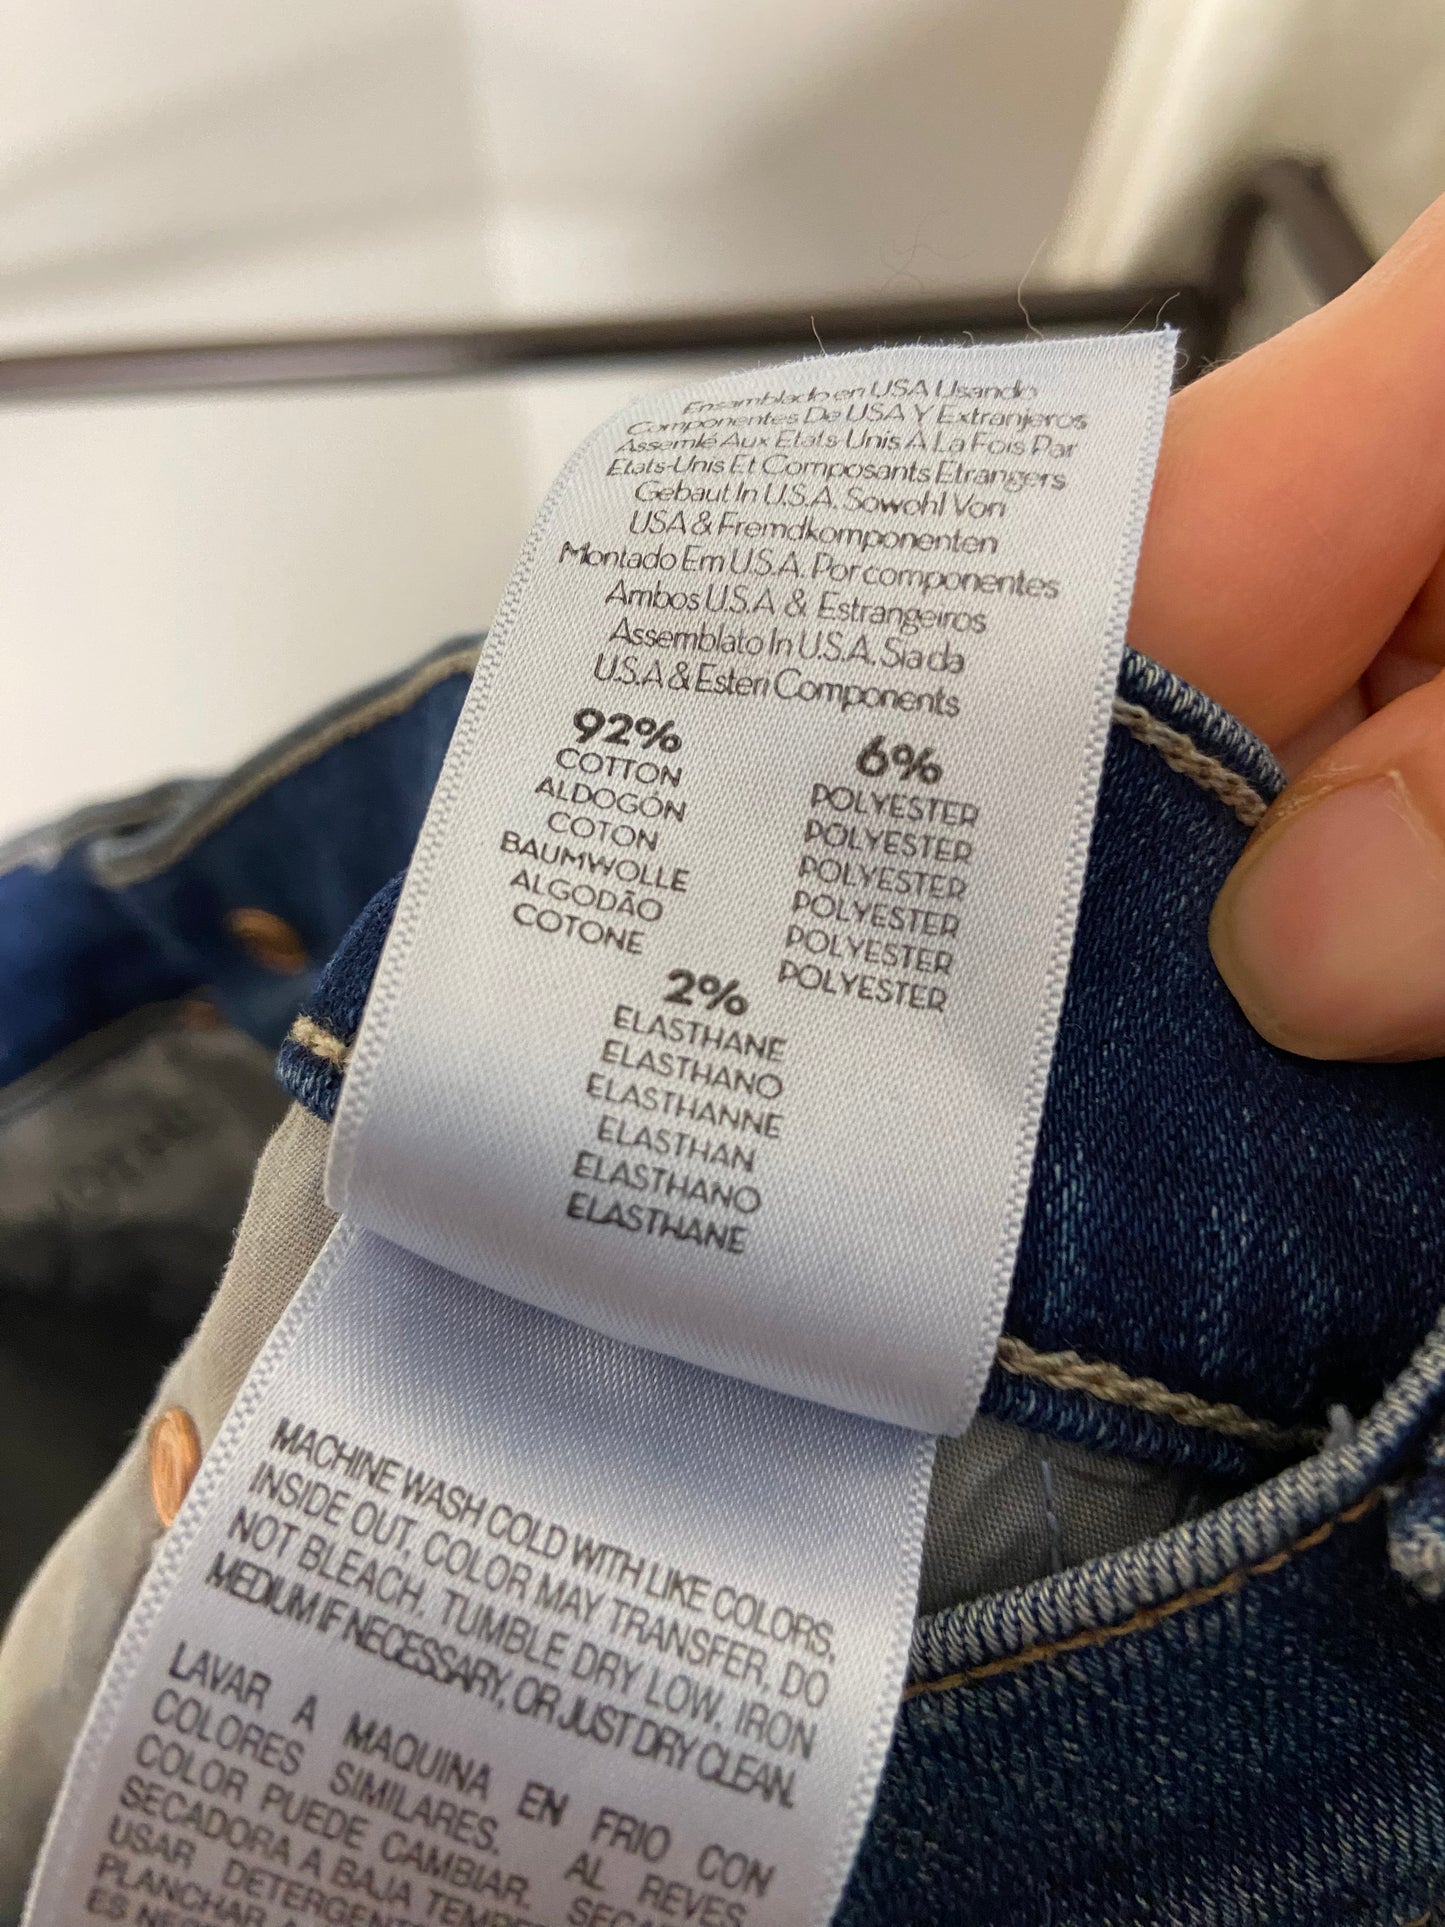 Ensamblado en USA Usando
Componentes De USA Y Extranjeros
Assemlé Aux Etats-Unis A La Fois Par
Etats-Unis Et Composants Etrangers
Gebaut In U.S.A. Sowohl Von
USA & Fremdkomponenten
Montado Em U.S.A. Por componentes
Ambos U.S.A & Estrangeiros
Assemblato In U.S.A. Sia da
U.S.A & Esteri Components
92%
COTTON
ALDOGÓN
COTON
BAUMWOLLE
ALGODÃO
COTONE
6%
POLYESTER
POLYESTER
POLYESTER
POLYESTER
POLYESTER
POLYESTER
2%
ELASTHANE
ELASTHANO
ELASTHANNE
ELASTHAN
ELASTHANO
ELASTHANE
MACHINE WASH COLD WITH LIKE COLORS,
INSIDE OUT, COLOR MAY TRANSFER, DO
NOT BLEACH. TUMBLE DRY LOW. IRON
MEDIUM IF NECESSARY, OR JUST DRY CLEAN.
LAVAR A MAQUINA EN FRIO CON
COLORES SIMILARES. AL REVES,
COLOR PUEDE CAMBIAR.
SECADORA A BAJA
USAR
PLANCHAR